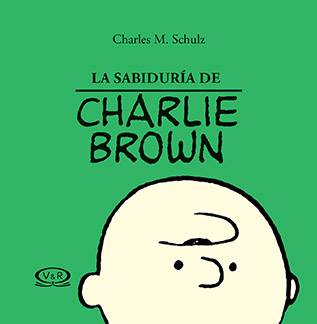 Charles M. Schulz
LA SABIDURÍA DE
CHARLIE
BROWN
V&R